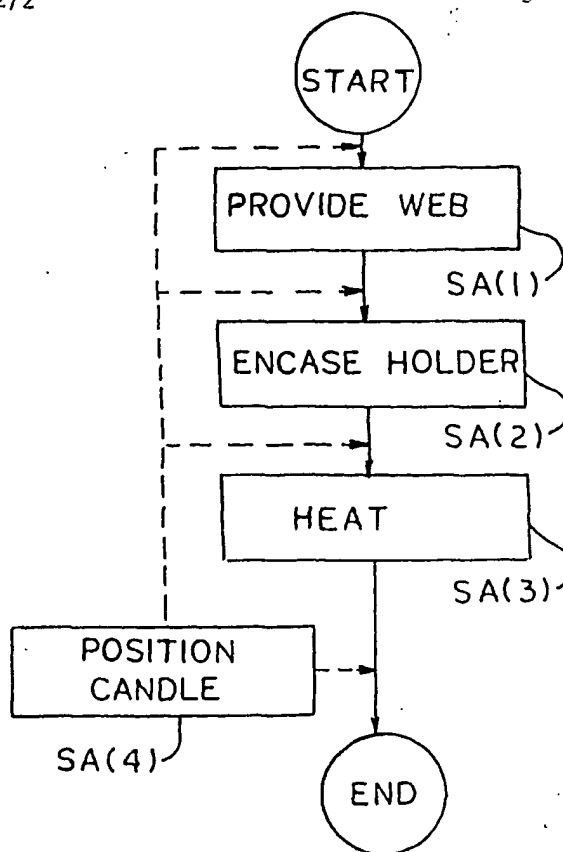 2/2
START
PROVIDE WEB
SA(1)
ENCASE HOLDER
SA(2)
HEAT
SA(3)
POSITION
CANDLE
SA(4)
END